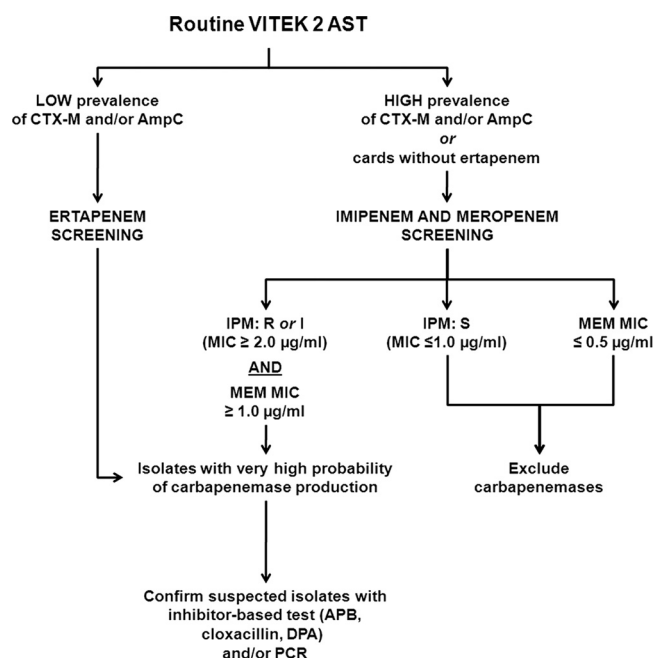 Routine VITEK 2 AST
LOW prevalence
of CTX-M and/or AmpC
HIGH prevalence
of CTX-M and/or AmpC
or
cards without ertapenem
ERTAPENEM
SCREENING
IMIPENEM AND MEROPENEM
SCREENING
IPM: R or I
(MIC ≥ 2.0 µg/ml)
AND
MEM MIC
≥ 1.0 µg/ml
IPM: S
(MIC ≤1.0 µg/ml)
MEM MIC
≤ 0.5 µg/ml
Isolates with very high probability
of carbapenemase production
Exclude
carbapenemases
Confirm suspected isolates with
inhibitor-based test (APB,
cloxacillin, DPA)
and/or PCR